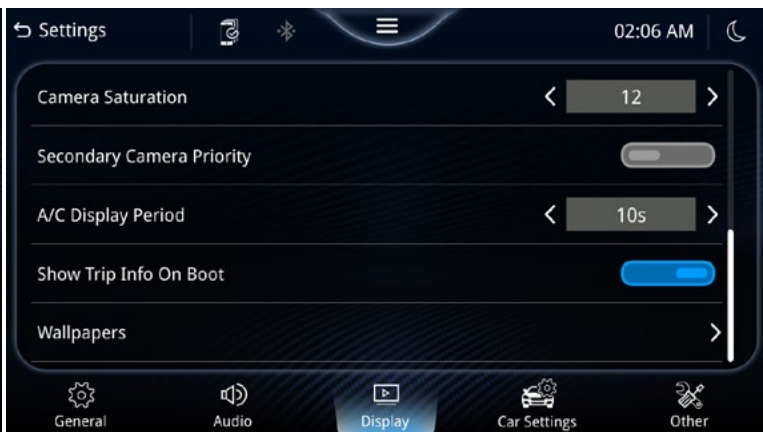 Settings
02:06 AM
Camera Saturation
12
Secondary Camera Priority
A/C Display Period
10s
Show Trip Info On Boot
Wallpapers
General
Audio
Display
Car Settings
Other